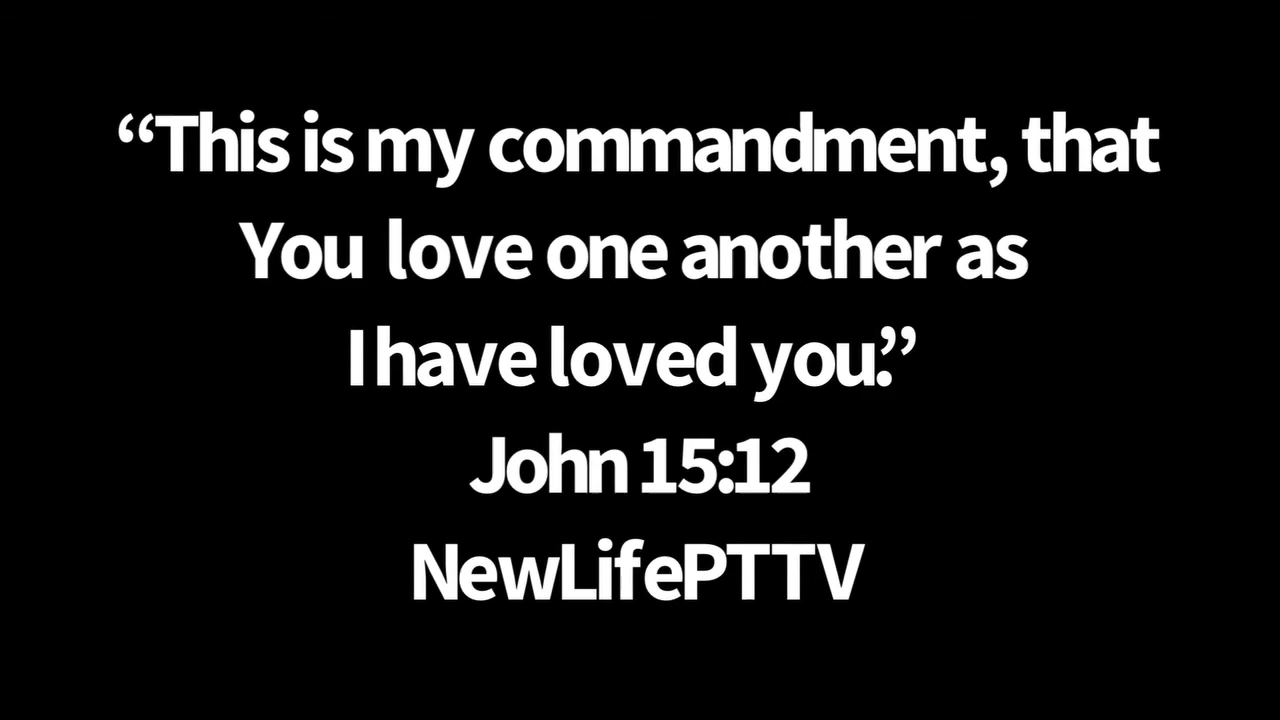 “This is my commandment, that
You love one another as
I have loved you.”
John 15:12
NewLifePTTV